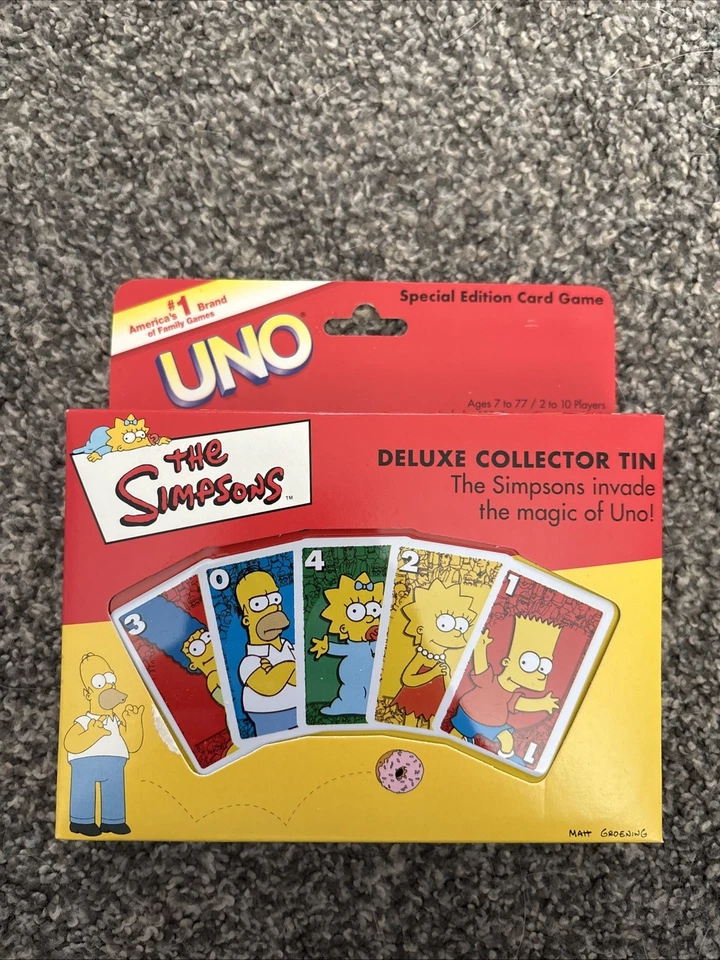 America's #1 Brand
of Family Games
UNO®
Special Edition Card Game
Ages 7 to 77 / 2 to 10 Players
THE
SIMPSONS™
DELUXE COLLECTOR TIN
The Simpsons invade
the magic of Uno!
3
0
4
2
1
1
MATT GROENING